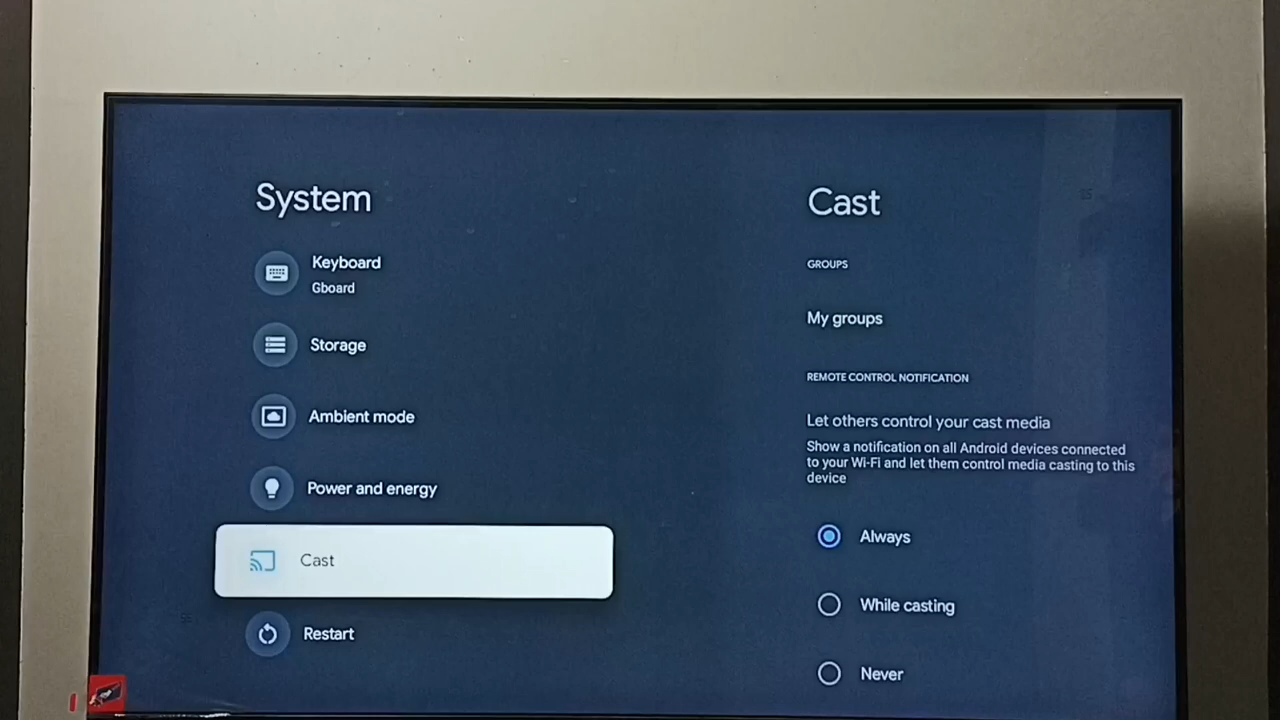 System
Keyboard
Gboard
Storage
Ambient mode
Power and energy
Cast
Restart
Cast
GROUPS
My groups
REMOTE CONTROL NOTIFICATION
Let others control your cast media
Show a notification on all Android devices connected
to your Wi-Fi and let them control media casting to this
device
Always
While casting
Never